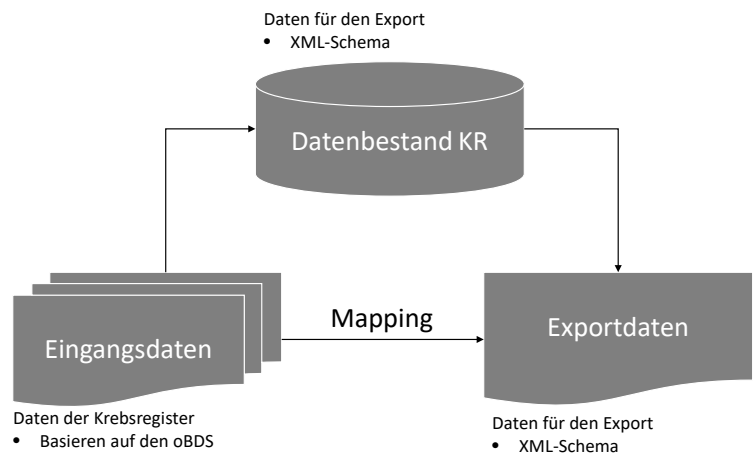 Daten für den Export
• XML-Schema
Datenbestand KR
Eingangsdaten
Mapping
Exportdaten
Daten der Krebsregister
• Basieren auf den oBDS
Daten für den Export
• XML-Schema